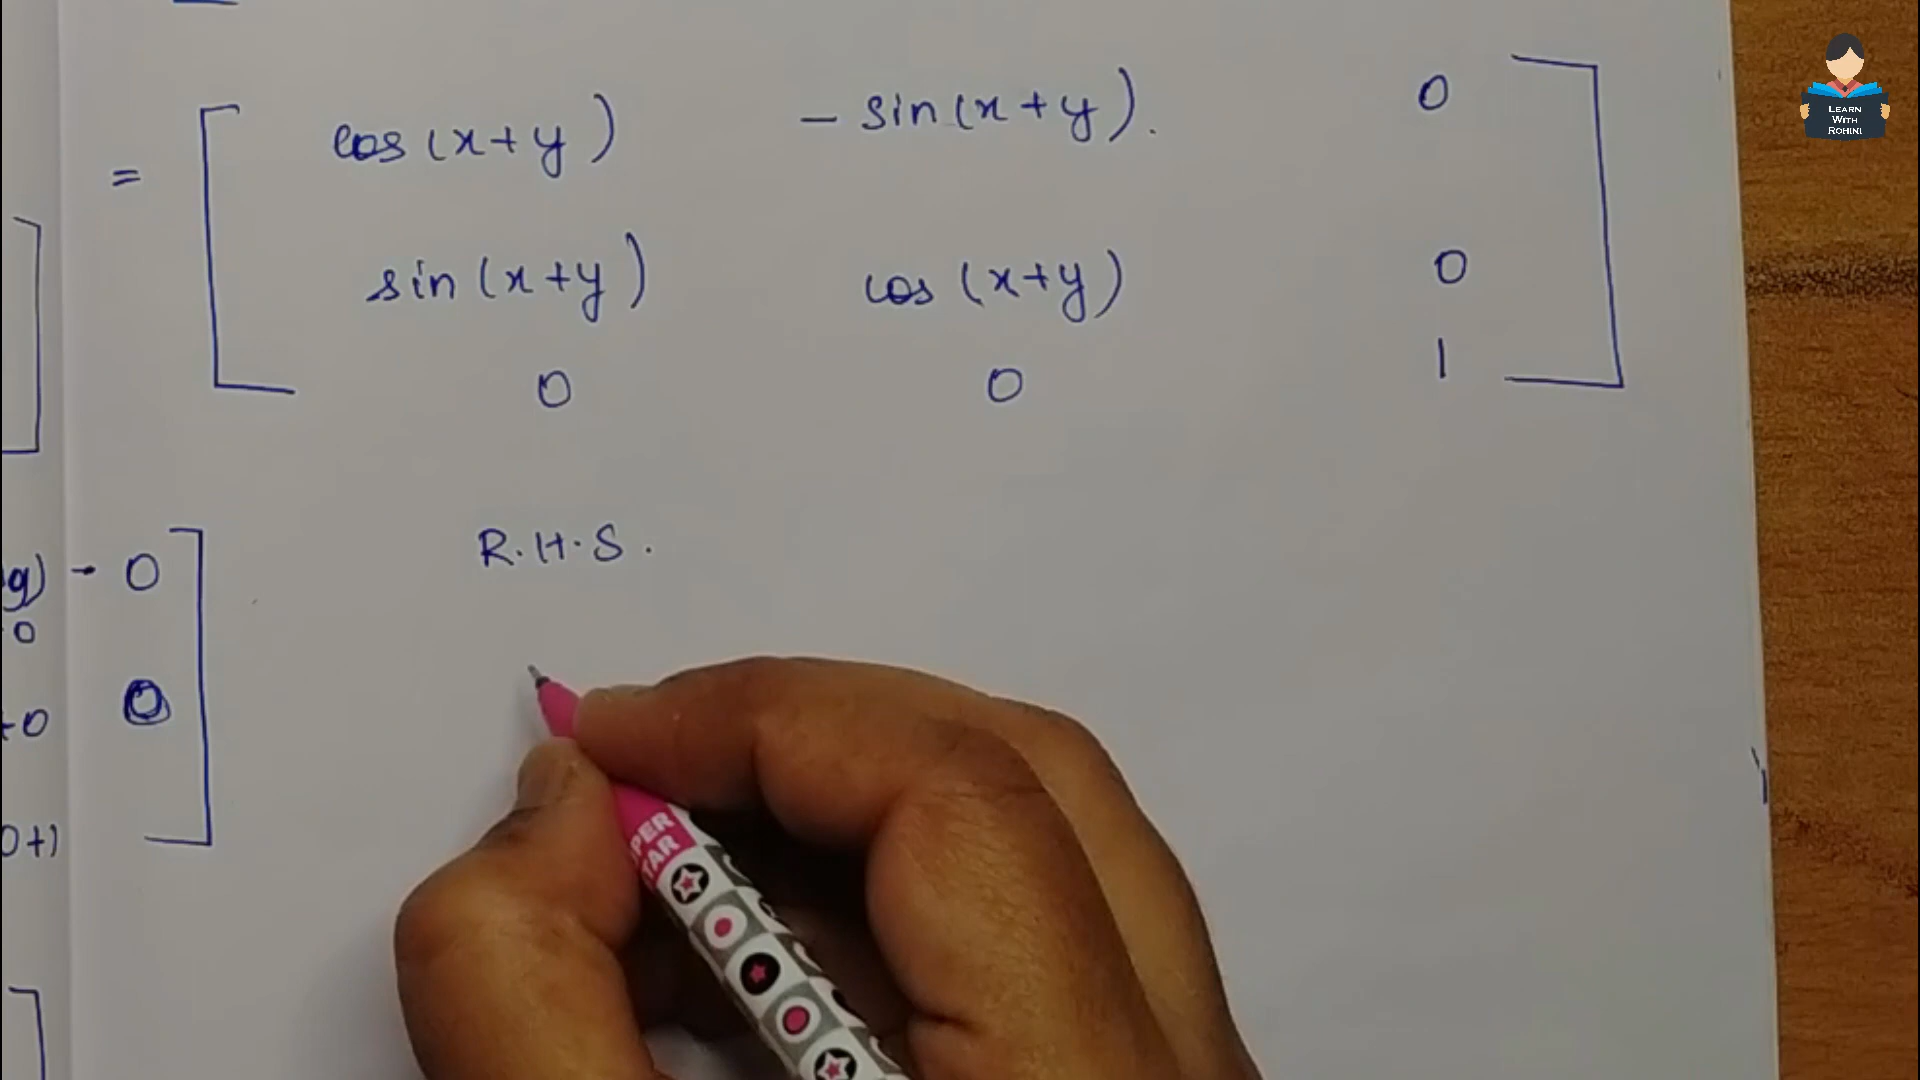 = cos(x+y) - sin(x+y). 0
sin(x+y) cos(x+y) 0
0 0 1
R.H.S.
g) - 0
0
+0 0
0+1)
LEARN
WITH
ROHINI
PER
TAR